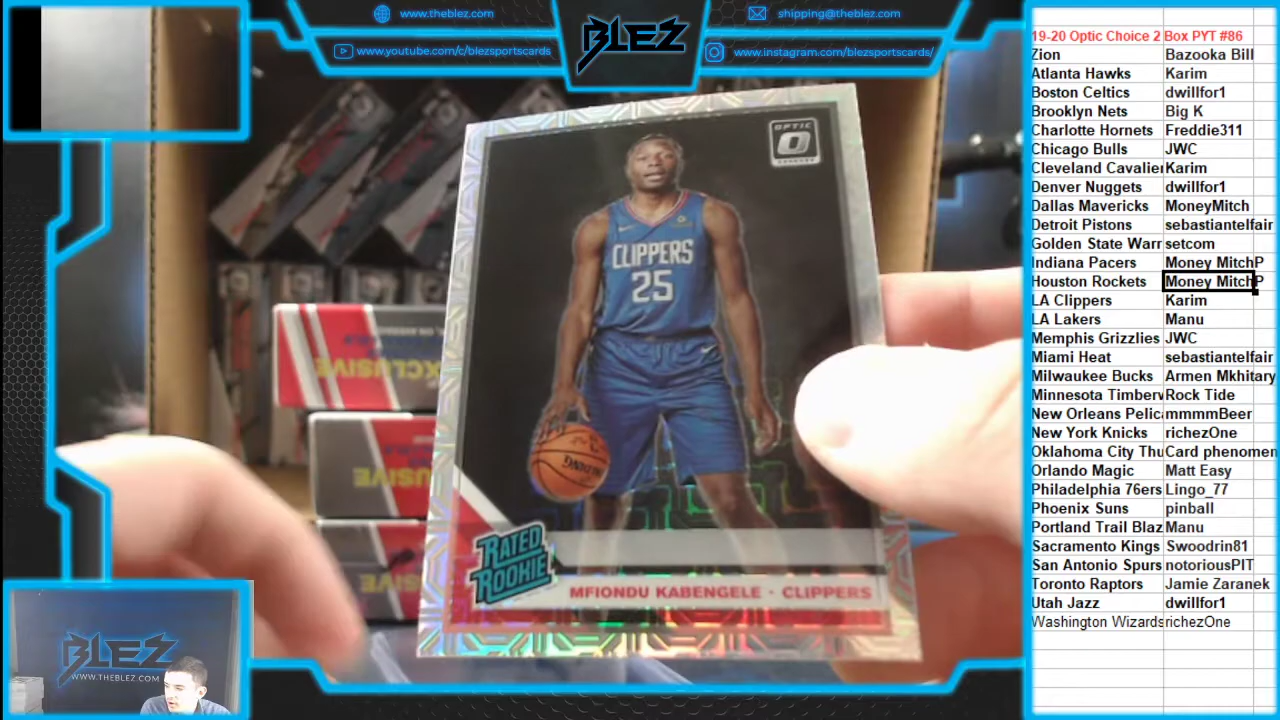 www.theblez.com
shipping@theblez.com
www.youtube.com/c/blezsportscards
www.instagram.com/blezsportscards/
BLEZ
OPTIC
CLIPPERS
25
SPALDING
RATED
ROOKIE
MFIONDU KABENGELE • CLIPPERS
EXCLUSIVE
BLEZ
WWW.THEBLEZ.COM
19-20 Optic Choice 2 Box PYT #86
Zion Bazooka Bill
Atlanta Hawks Karim
Boston Celtics dwillfor1
Brooklyn Nets Big K
Charlotte Hornets Freddie311
Chicago Bulls JWC
Cleveland Cavalier Karim
Denver Nuggets dwillfor1
Dallas Mavericks MoneyMitch
Detroit Pistons sebastiantelfair
Golden State Warr setcom
Indiana Pacers Money MitchP
Houston Rockets Money MitchP
LA Clippers Karim
LA Lakers Manu
Memphis Grizzlies JWC
Miami Heat sebastiantelfair
Milwaukee Bucks Armen Mkhitary
Minnesota Timberv Rock Tide
New Orleans Pelica mmmmBeer
New York Knicks richezOne
Oklahoma City Thu Card phenomen
Orlando Magic Matt Easy
Philadelphia 76ers Lingo_77
Phoenix Suns pinball
Portland Trail Blaz Manu
Sacramento Kings Swoodrin81
San Antonio Spurs notoriousPIT
Toronto Raptors Jamie Zaranek
Utah Jazz dwillfor1
Washington Wizards richezOne